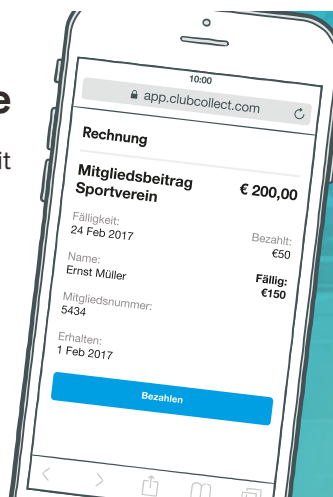 e
it
10:00
app.clubcollect.com
Rechnung
Mitgliedsbeitrag
Sportverein
€ 200,00
Fälligkeit:
24 Feb 2017
Bezahlt:
€50
Name:
Ernst Müller
Fällig:
€150
Mitgliedsnummer:
5434
Erhalten:
1 Feb 2017
Bezahlen